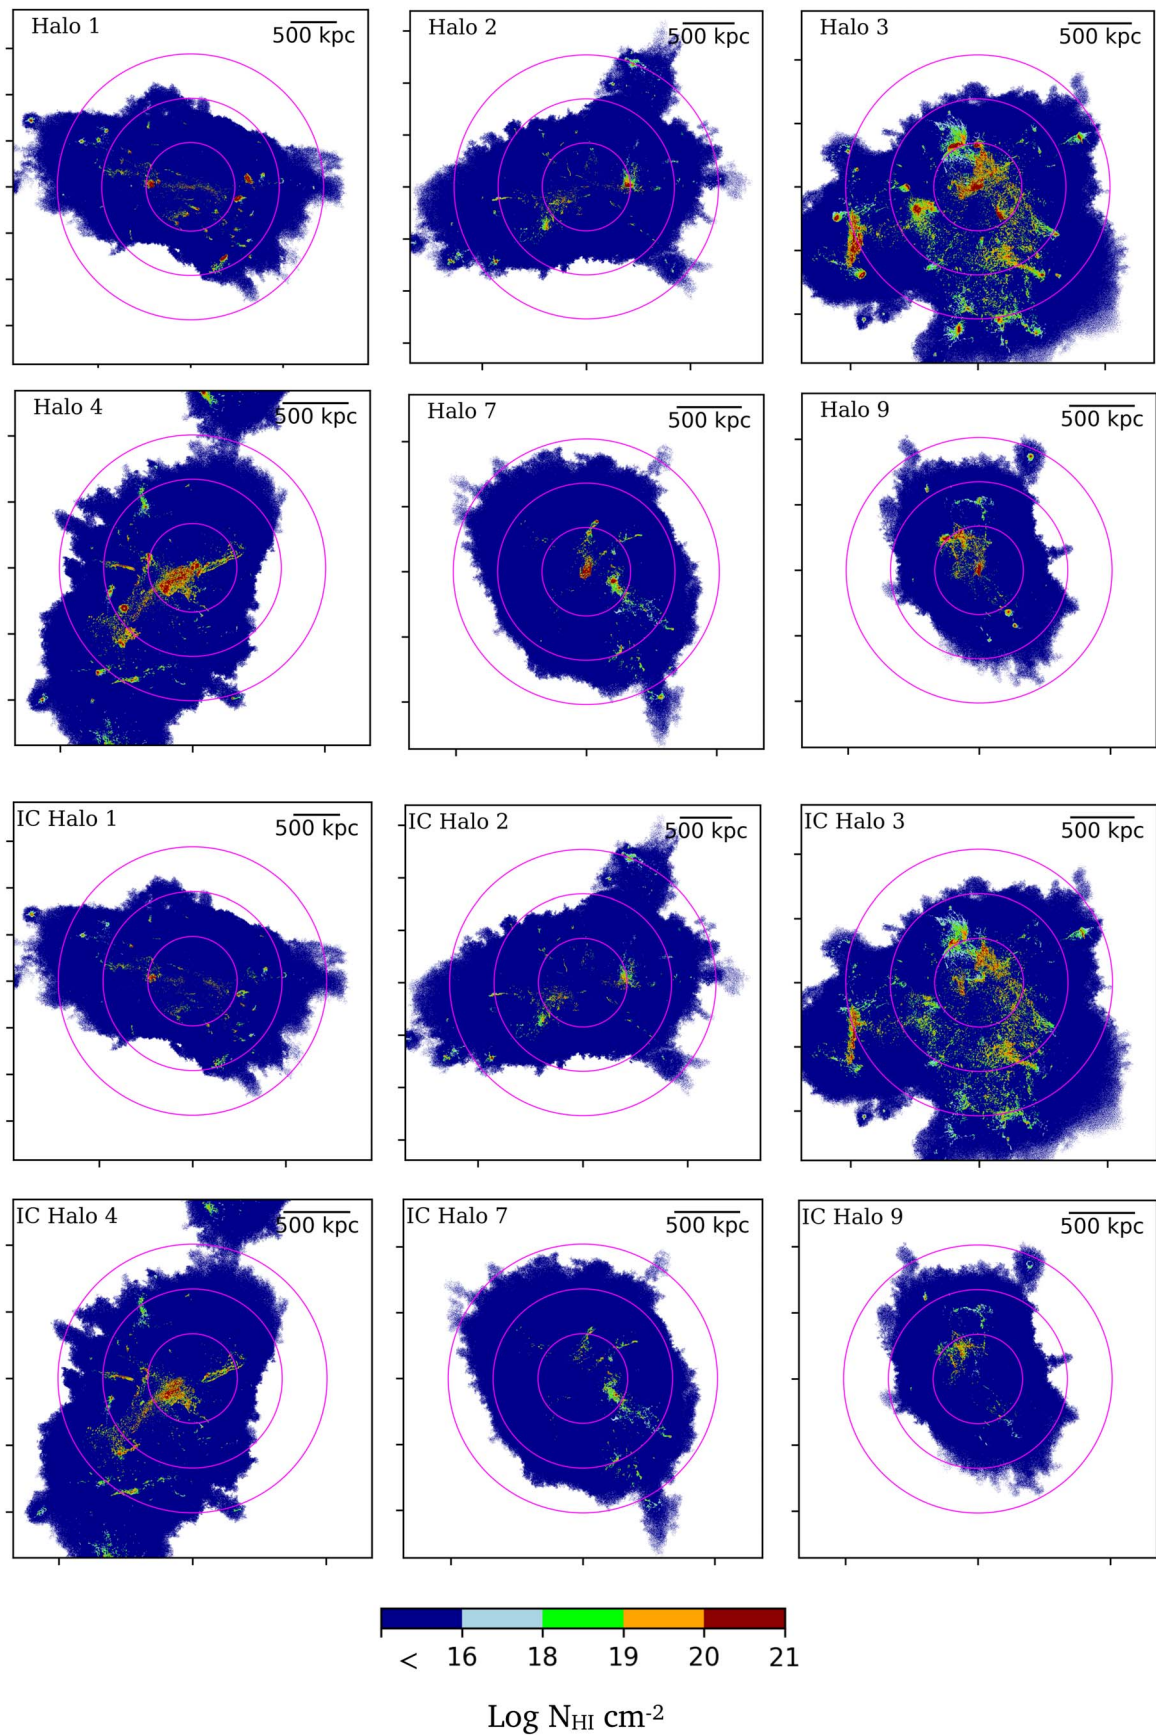 Halo 1
500 kpc
Halo 2
500 kpc
Halo 3
500 kpc
Halo 4
500 kpc
Halo 7
500 kpc
Halo 9
500 kpc
IC Halo 1
500 kpc
IC Halo 2
500 kpc
IC Halo 3
500 kpc
IC Halo 4
500 kpc
IC Halo 7
500 kpc
IC Halo 9
500 kpc
< 16 18 19 20 21
Log N_HI cm⁻²